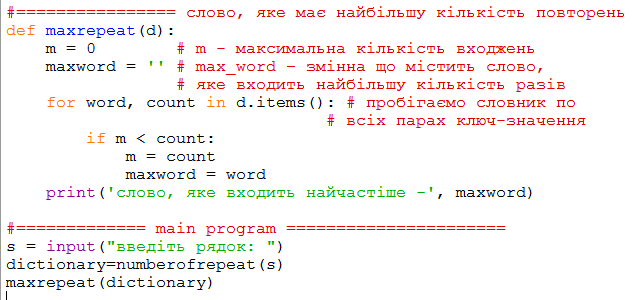 #================ слово, яке має найбільшу кількість повторень
def maxrepeat(d):
    m = 0        # m - максимальна кількість входжень
    maxword = '' # max_word - змінна що містить слово,
                 # яке входить найбільшу кількість разів
    for word, count in d.items(): # пробігаємо словник по
                                # всіх парах ключ-значення
        if m < count:
            m = count
            maxword = word
    print('слово, яке входить найчастіше -', maxword)
#============= main program ======================
s = input("введіть рядок: ")
dictionary=numberofrepeat(s)
maxrepeat(dictionary)